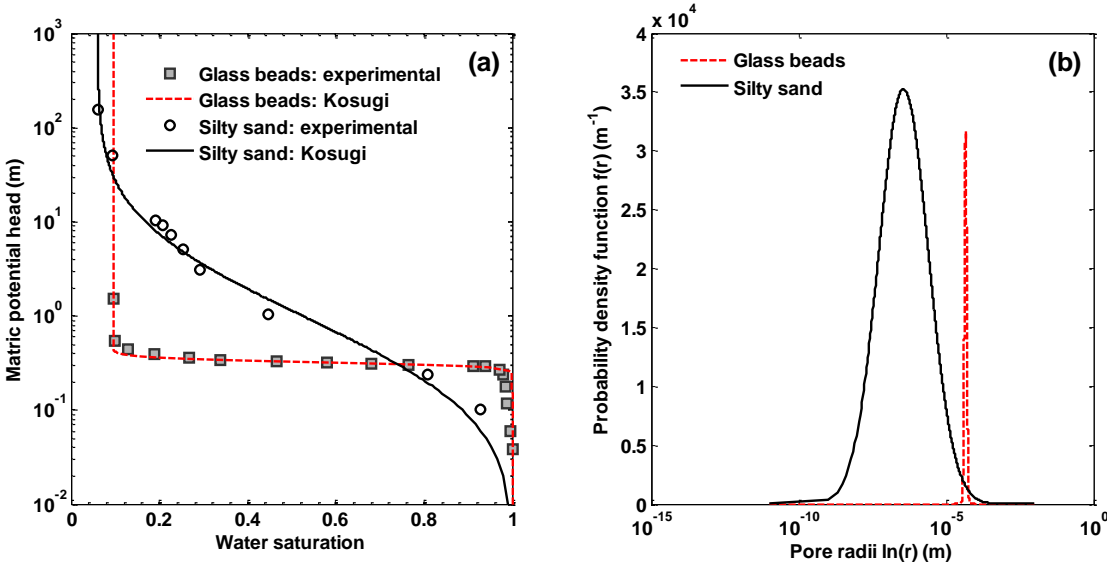 10^3
10^2
10^1
10^0
10^-1
10^-2
Matric potential head (m)
(a)
Glass beads: experimental
Glass beads: Kosugi
Silty sand: experimental
Silty sand: Kosugi
0 0.2 0.4 0.6 0.8 1
Water saturation
x 10^4
4
3.5
3
2.5
2
1.5
1
0.5
0
Probability density function f(r) (m^-1)
(b)
Glass beads
Silty sand
10^-15 10^-10 10^-5 10^0
Pore radii ln(r) (m)